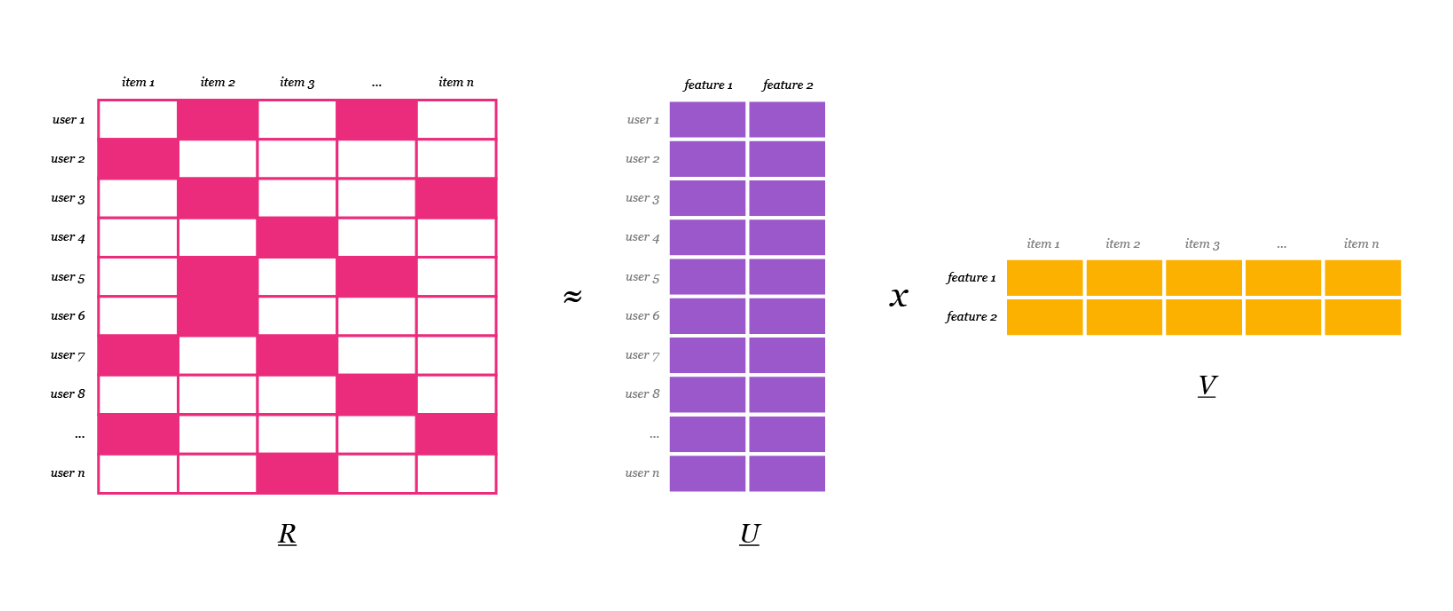 item 1 item 2 item 3 ... item n
user 1
user 2
user 3
user 4
user 5
user 6
user 7
user 8
...
user n
R
≈
feature 1 feature 2
user 1
user 2
user 3
user 4
user 5
user 6
user 7
user 8
...
user n
U
x
item 1 item 2 item 3 ... item n
feature 1
feature 2
V